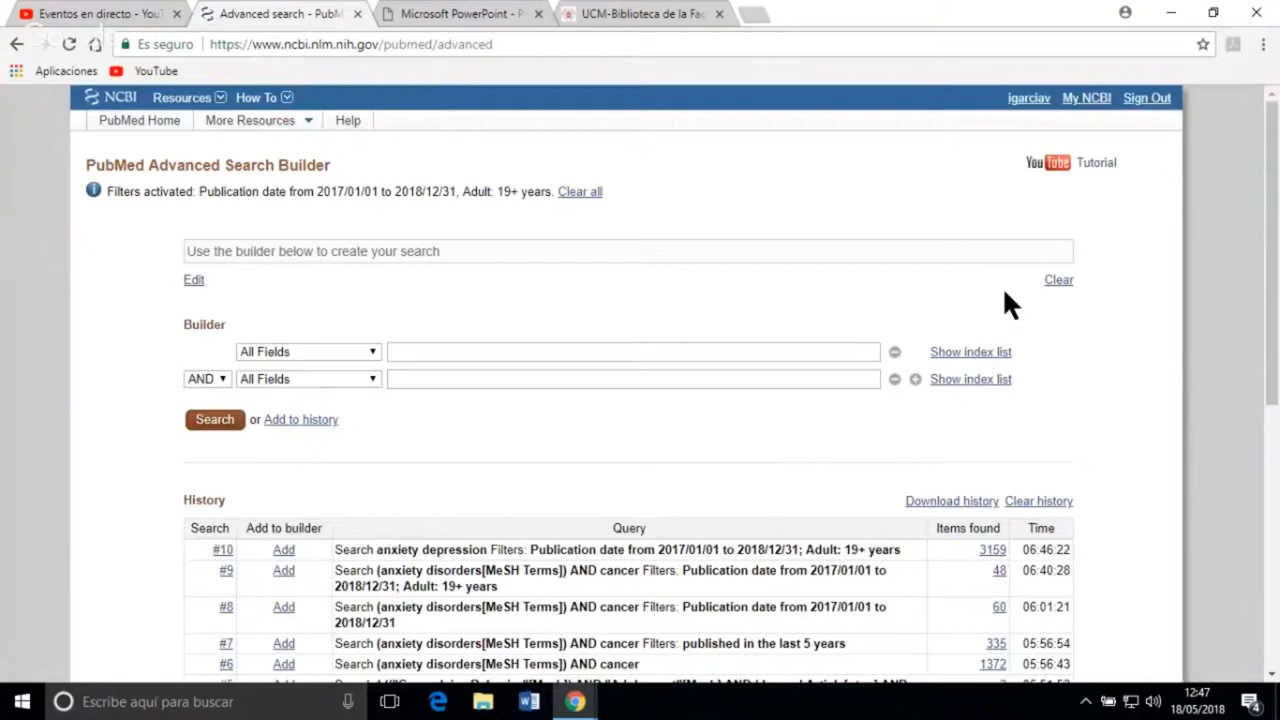 Eventos en directo - You
Advanced search - PubM
Microsoft PowerPoint - P
UCM-Biblioteca de la Fac
Es seguro
https://www.ncbi.nlm.nih.gov/pubmed/advanced
Aplicaciones
YouTube
NCBI Resources How To
igarciav My NCBI Sign Out
PubMed Home More Resources Help
PubMed Advanced Search Builder
YouTube Tutorial
Filters activated: Publication date from 2017/01/01 to 2018/12/31, Adult: 19+ years. Clear all
Use the builder below to create your search
Edit
Clear
Builder
All Fields
Show index list
AND All Fields
Show index list
Search or Add to history
History
Download history Clear history
Search Add to builder Query Items found Time
#10 Add Search anxiety depression Filters: Publication date from 2017/01/01 to 2018/12/31; Adult: 19+ years 3159 06:46:22
#9 Add Search (anxiety disorders[MeSH Terms]) AND cancer Filters: Publication date from 2017/01/01 to 48 06:40:28
2018/12/31; Adult: 19+ years
#8 Add Search (anxiety disorders[MeSH Terms]) AND cancer Filters: Publication date from 2017/01/01 to 60 06:01:21
2018/12/31
#7 Add Search (anxiety disorders[MeSH Terms]) AND cancer Filters: published in the last 5 years 335 05:56:54
#6 Add Search (anxiety disorders[MeSH Terms]) AND cancer 1372 05:56:43
Escribe aquí para buscar
12:47
18/05/2018
4